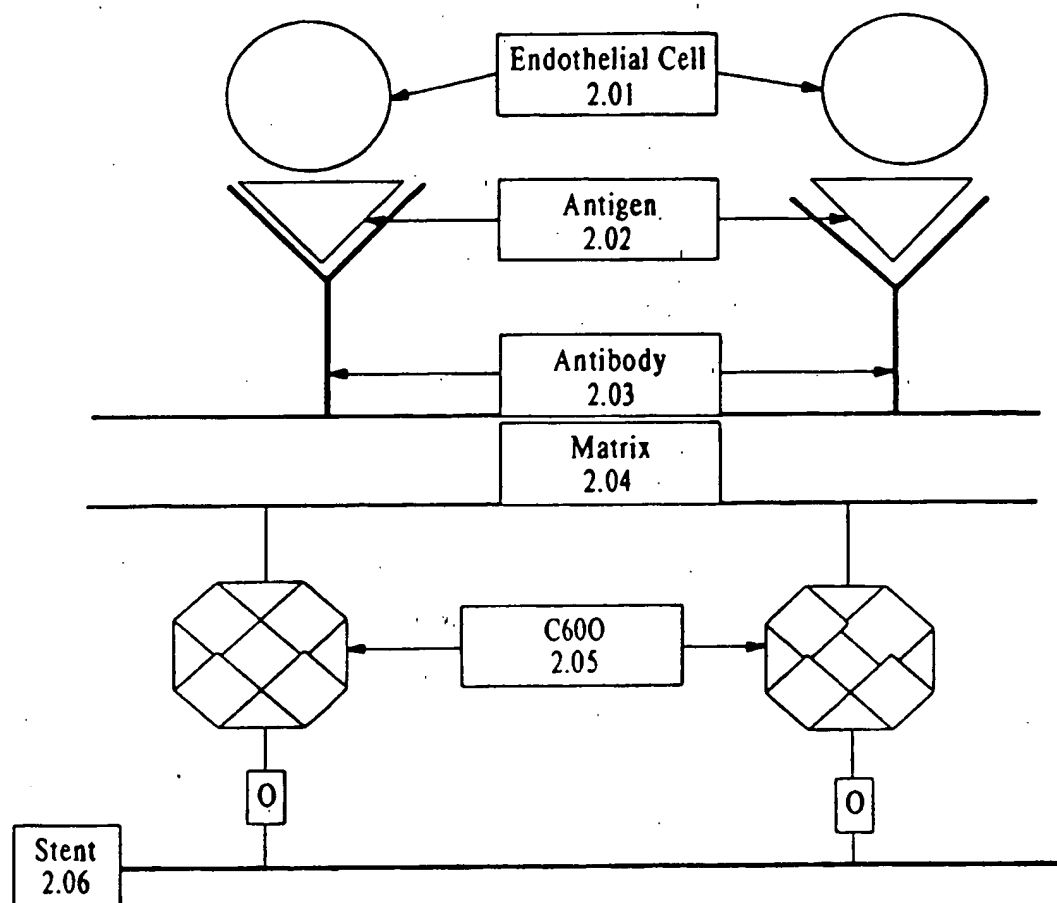 Endothelial Cell
2.01
Antigen
2.02
Antibody
2.03
Matrix
2.04
C60O
2.05
O
O
Stent
2.06